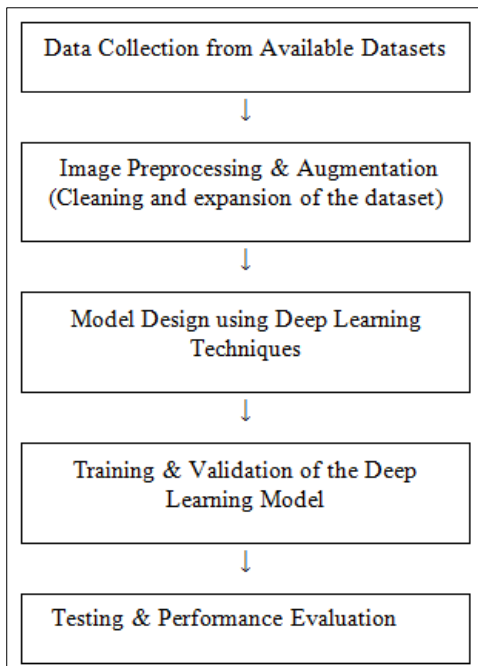 Data Collection from Available Datasets
↓
Image Preprocessing & Augmentation
(Cleaning and expansion of the dataset)
↓
Model Design using Deep Learning
Techniques
↓
Training & Validation of the Deep
Learning Model
↓
Testing & Performance Evaluation